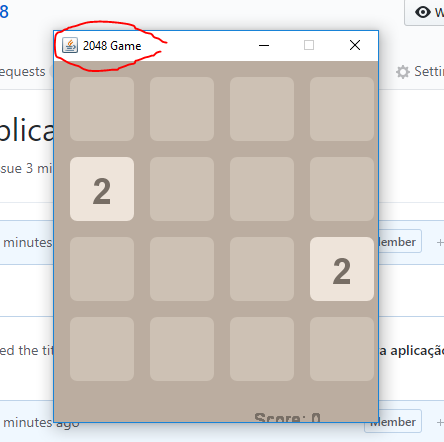 8
W
2048 Game
equests
Setti
plica
sue 3 mi
2
minutes
Member
2
ed the tit
a aplicação
Score: 0
minutes ago
Member